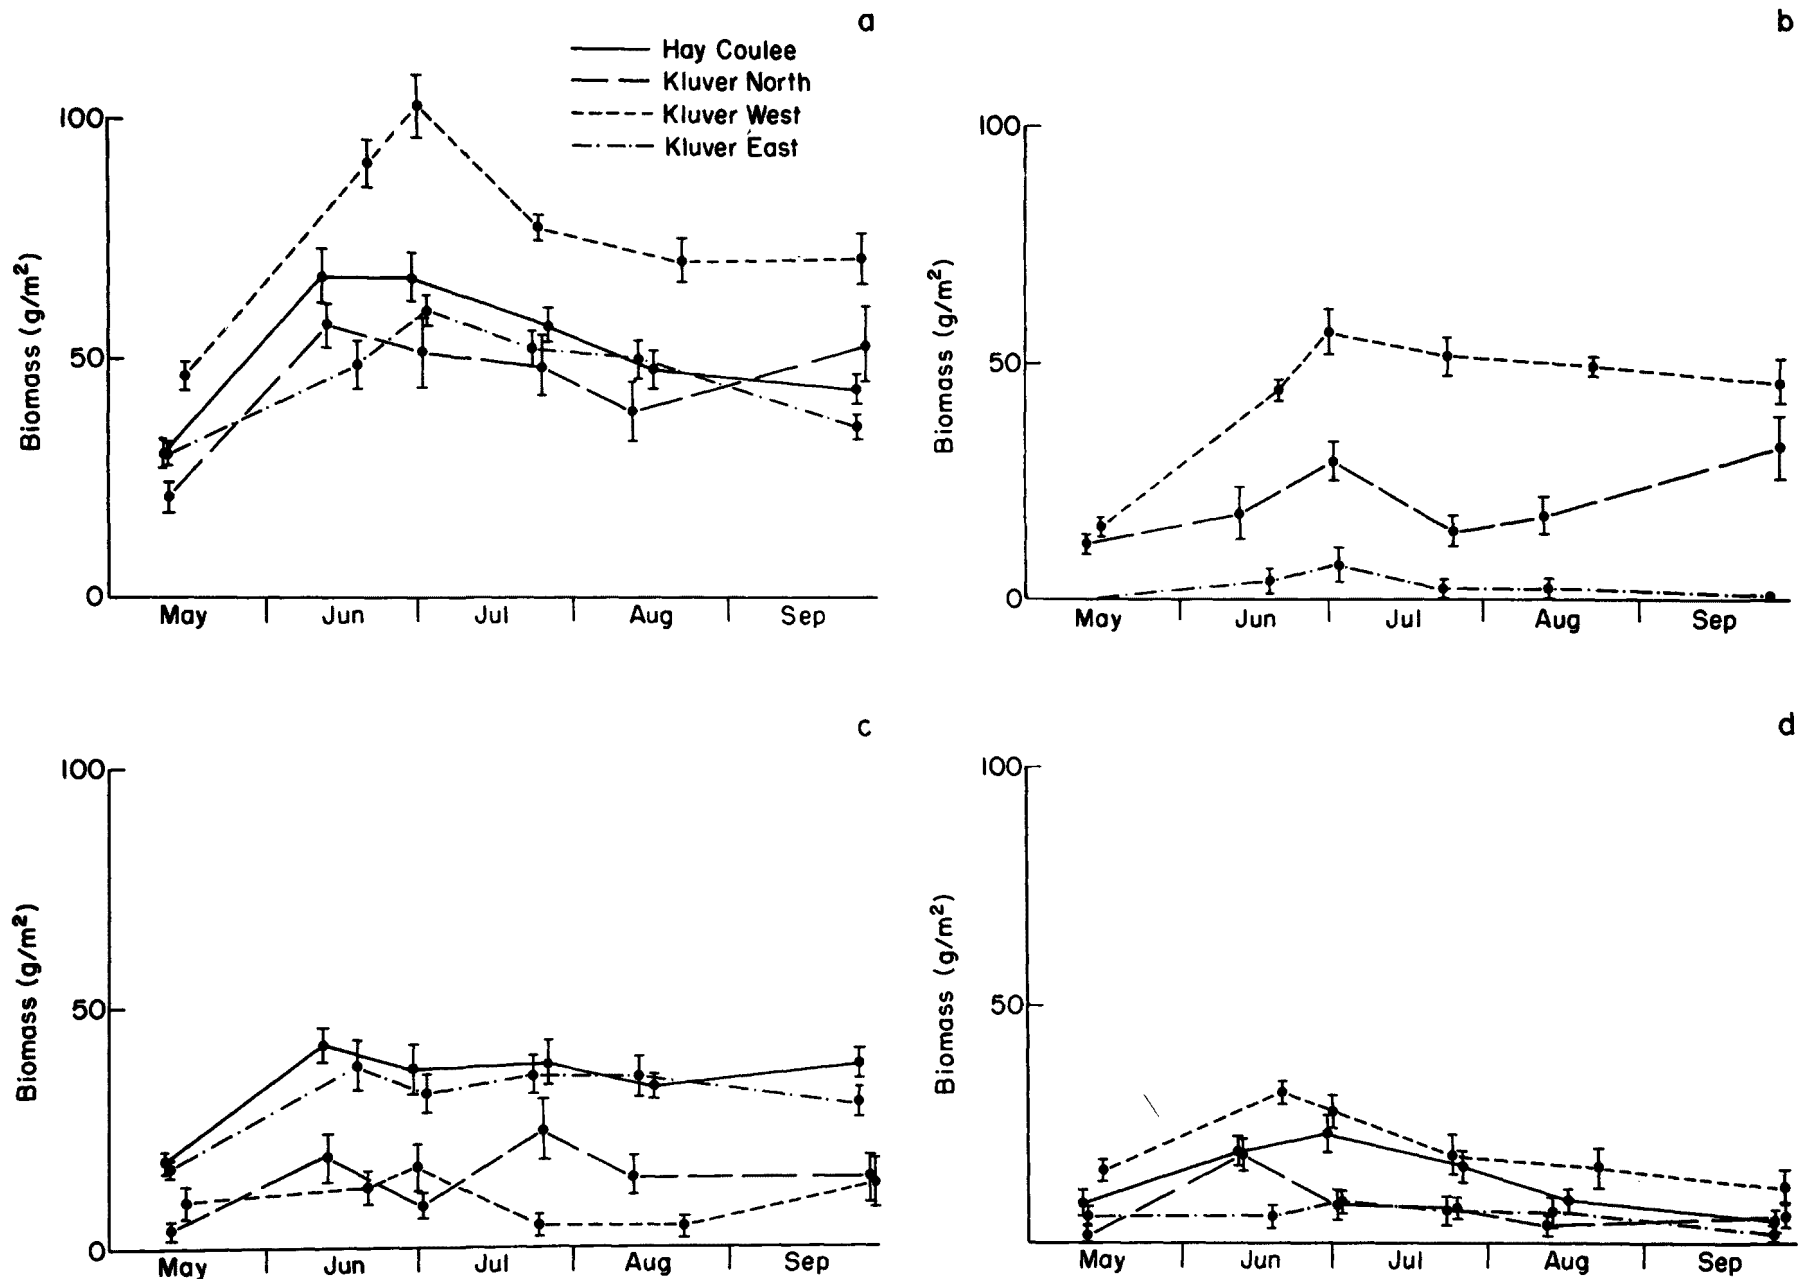 a
Hay Coulee
Kluver North
Kluver West
Kluver East
100
50
0
Biomass (g/m²)
May Jun Jul Aug Sep
b
100
50
0
Biomass (g/m²)
May Jun Jul Aug Sep
c
100
50
0
Biomass (g/m²)
May Jun Jul Aug Sep
d
100
50
Biomass (g/m²)
May Jun Jul Aug Sep